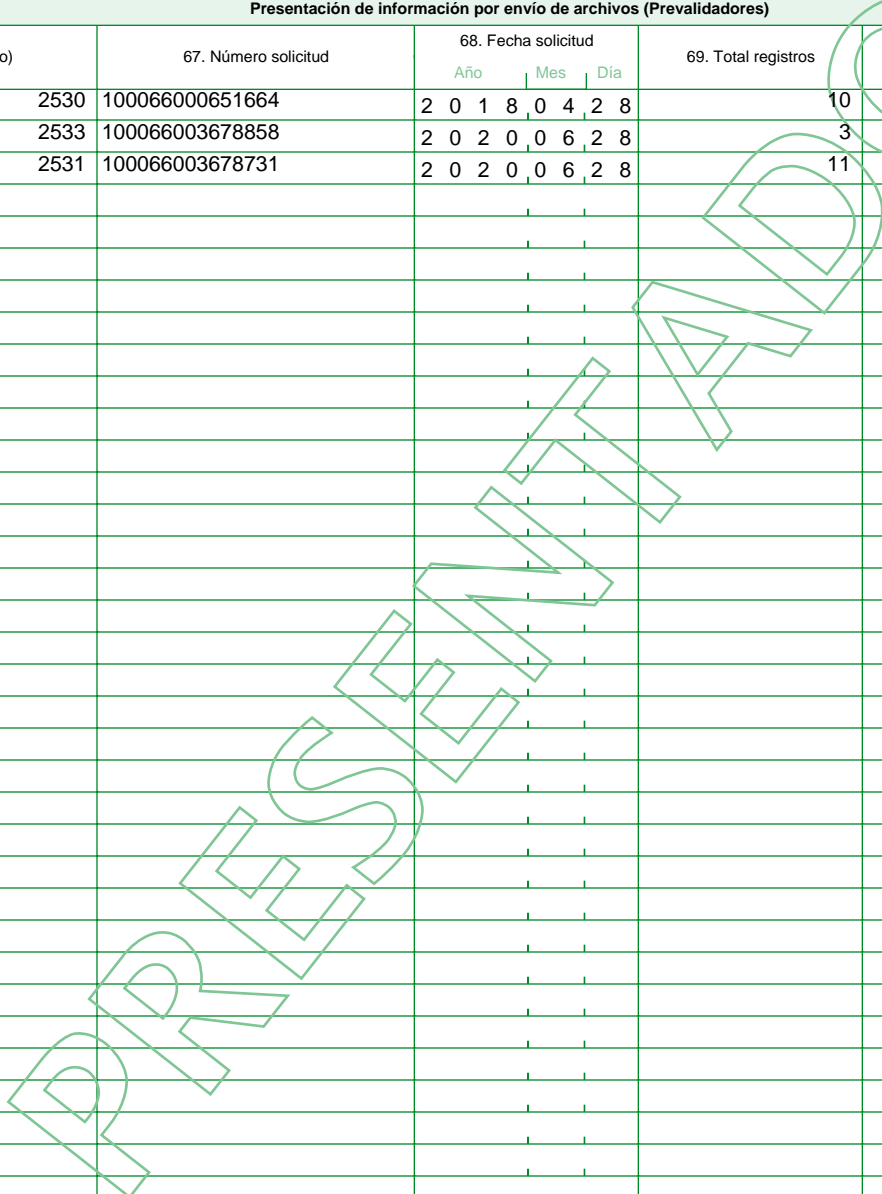 Presentación de información por envío de archivos (Prevalidadores)
o) 67. Número solicitud 68. Fecha solicitud 69. Total registros
Año Mes Día
2530 100066000651664 2 0 1 8 0 4 2 8 10
2533 100066003678858 2 0 2 0 0 6 2 8 3
2531 100066003678731 2 0 2 0 0 6 2 8 11
PRESENTADO